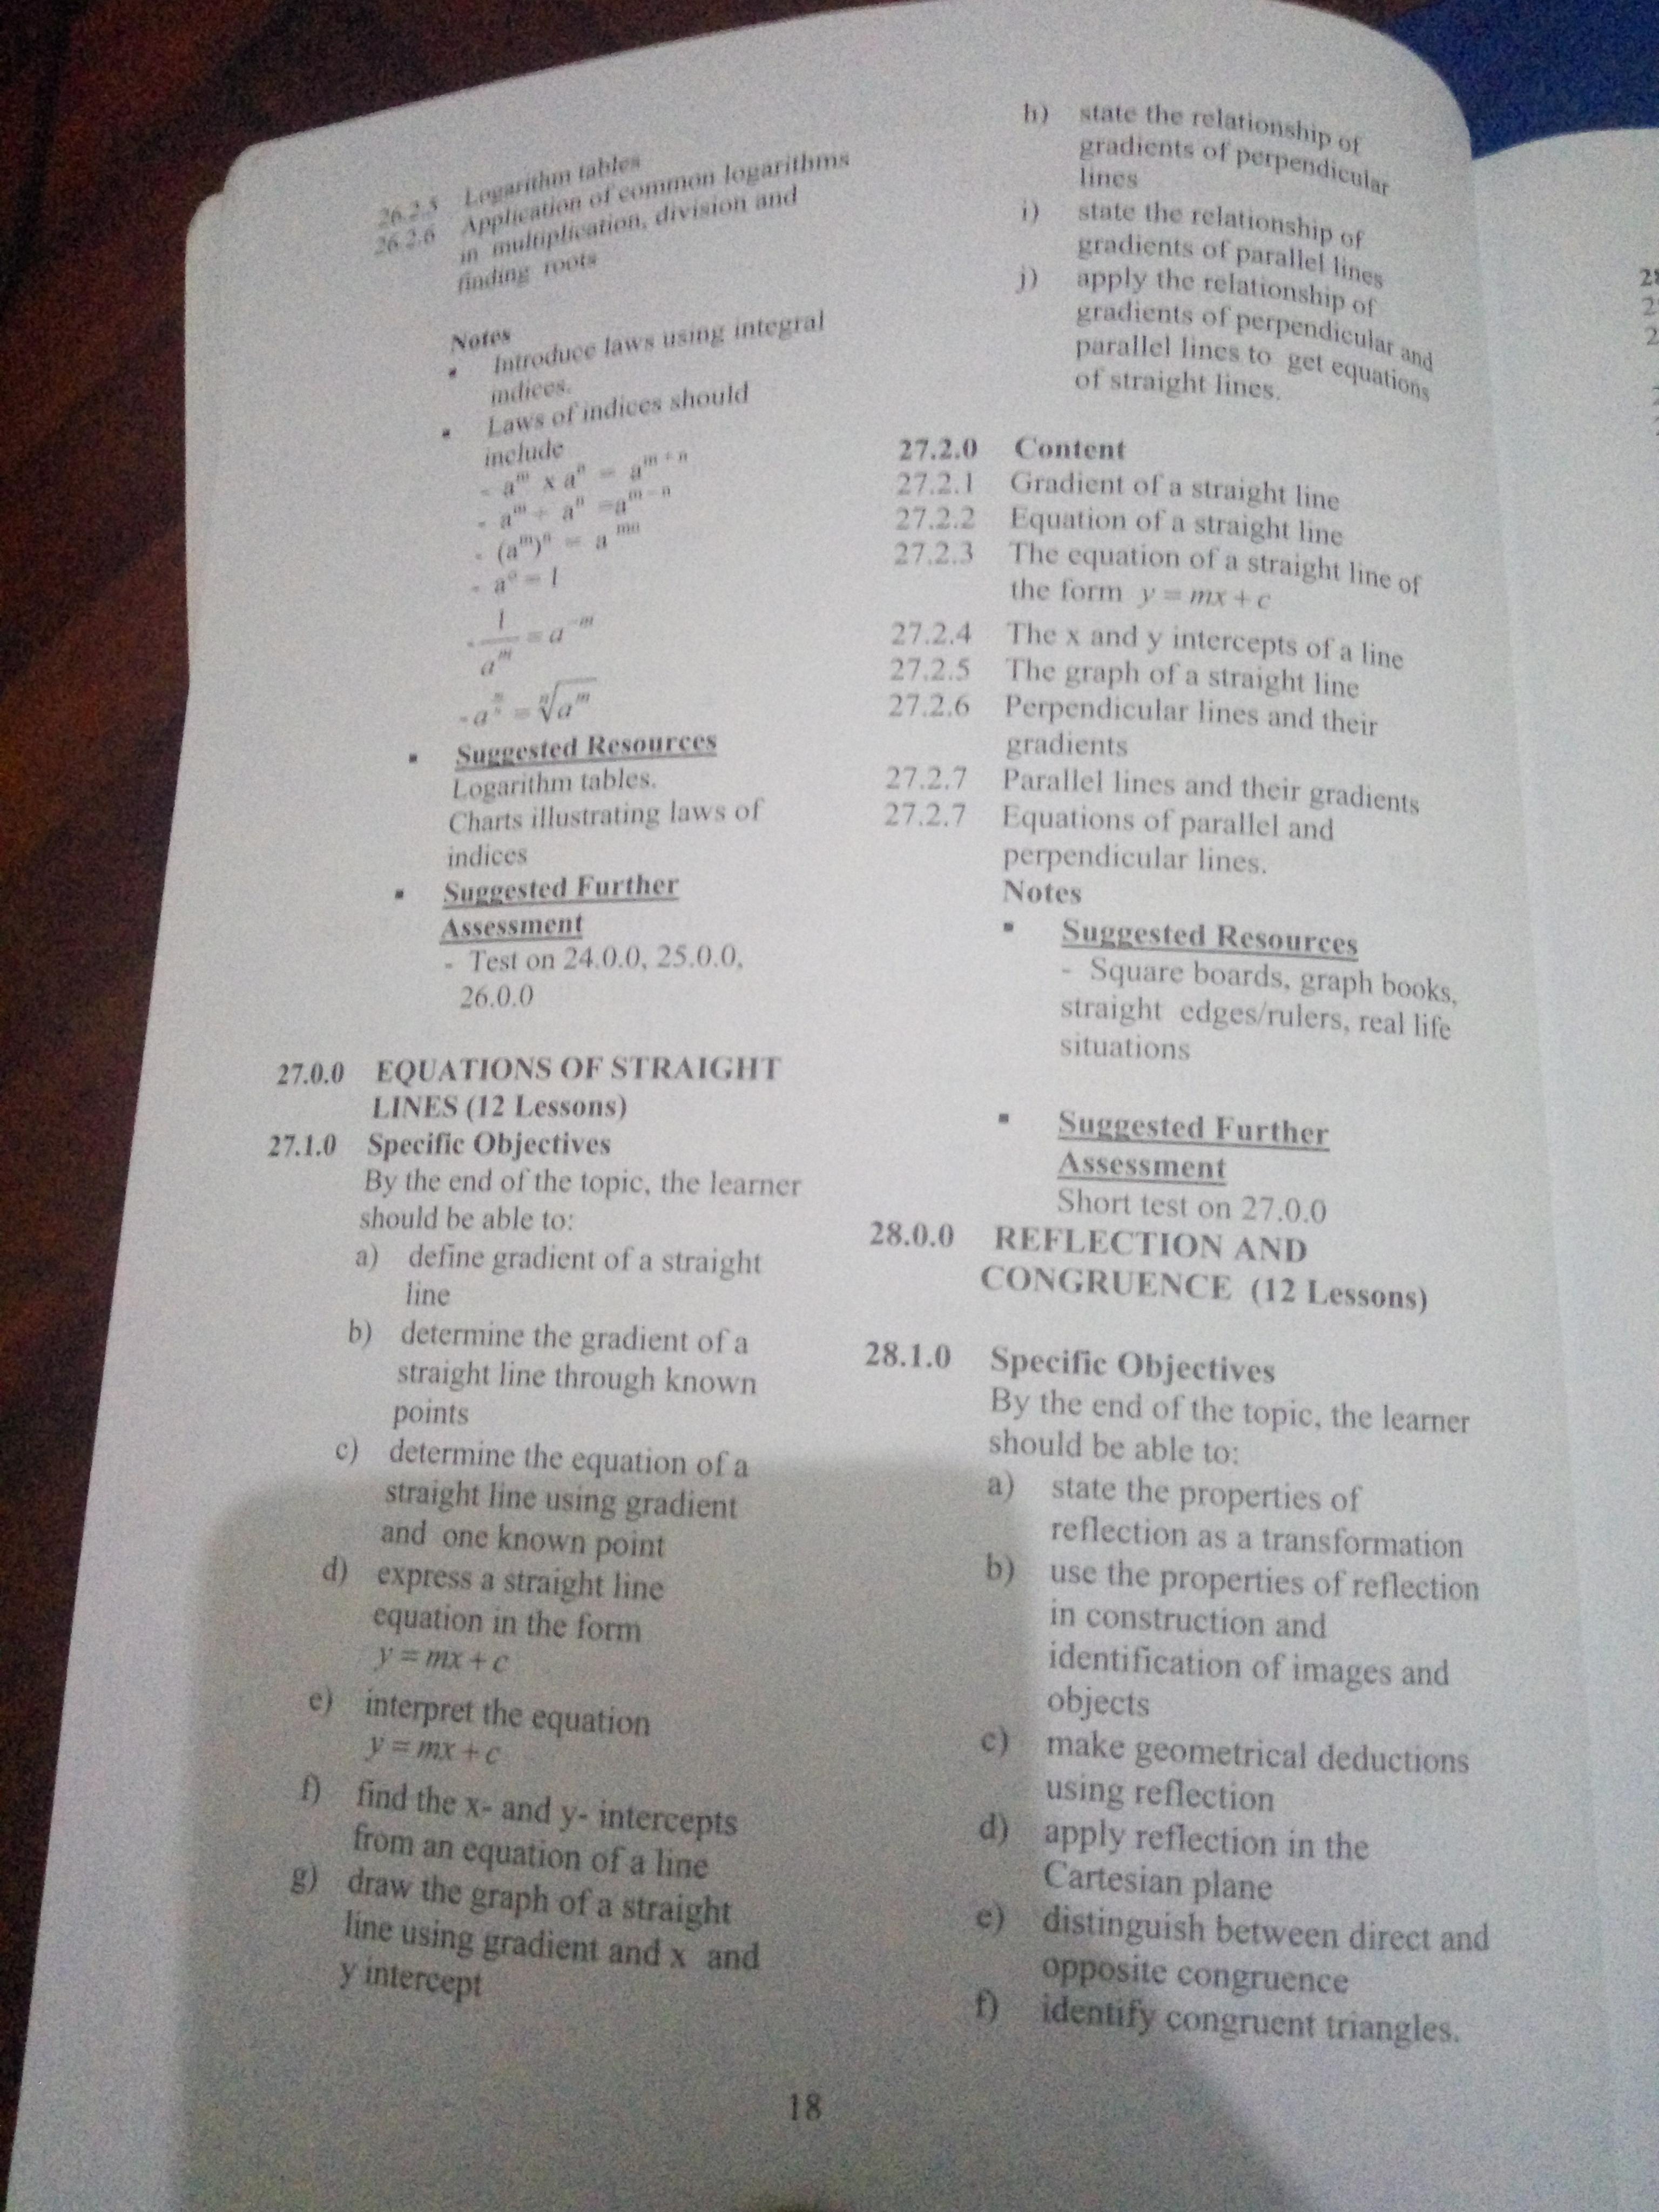 26.2.5 Logarithm tables
26.2.6 Application of common logarithms
in multiplication, division and
finding roots
Notes
▪ Introduce laws using integral
indices.
▪ Laws of indices should
include
- aᵐ x aⁿ = aᵐ⁺ⁿ
- aᵐ ÷ aⁿ = aᵐ⁻ⁿ
- (aᵐ)ⁿ = aᵐⁿ
- a⁰ = 1
- 1/aᵐ = a⁻ᵐ
- a^(m/n) = ⁿ√aᵐ
▪ Suggested Resources
Logarithm tables.
Charts illustrating laws of
indices
▪ Suggested Further
Assessment
- Test on 24.0.0, 25.0.0,
26.0.0
27.0.0 EQUATIONS OF STRAIGHT
LINES (12 Lessons)
27.1.0 Specific Objectives
By the end of the topic, the learner
should be able to:
a) define gradient of a straight
line
b) determine the gradient of a
straight line through known
points
c) determine the equation of a
straight line using gradient
and one known point
d) express a straight line
equation in the form
y = mx + c
e) interpret the equation
y = mx + c
f) find the x- and y- intercepts
from an equation of a line
g) draw the graph of a straight
line using gradient and x and
y intercept
h) state the relationship of
gradients of perpendicular
lines
i) state the relationship of
gradients of parallel lines
j) apply the relationship of
gradients of perpendicular and
parallel lines to get equations
of straight lines.
27.2.0 Content
27.2.1 Gradient of a straight line
27.2.2 Equation of a straight line
27.2.3 The equation of a straight line of
the form y = mx + c
27.2.4 The x and y intercepts of a line
27.2.5 The graph of a straight line
27.2.6 Perpendicular lines and their
gradients
27.2.7 Parallel lines and their gradients
27.2.7 Equations of parallel and
perpendicular lines.
Notes
▪ Suggested Resources
- Square boards, graph books,
straight edges/rulers, real life
situations
▪ Suggested Further
Assessment
Short test on 27.0.0
28.0.0 REFLECTION AND
CONGRUENCE (12 Lessons)
28.1.0 Specific Objectives
By the end of the topic, the learner
should be able to:
a) state the properties of
reflection as a transformation
b) use the properties of reflection
in construction and
identification of images and
objects
c) make geometrical deductions
using reflection
d) apply reflection in the
Cartesian plane
e) distinguish between direct and
opposite congruence
f) identify congruent triangles.
18